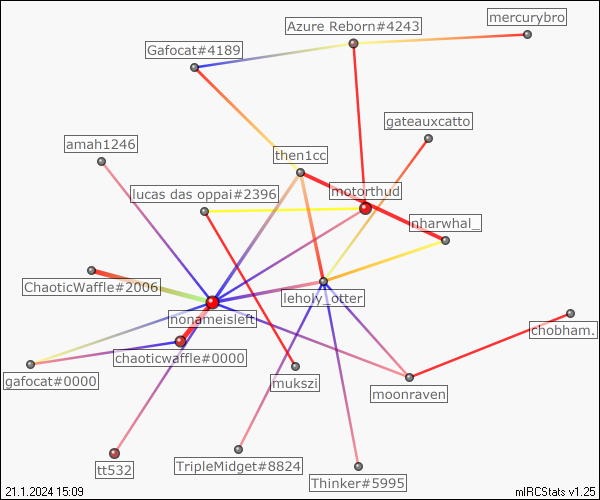 mercurybro
Azure Reborn#4243
Gafocat#4189
gateauxcatto
amah1246
then1cc
motorthud
lucas das oppai#2396
nharwhal_
ChaoticWaffle#2006
leholy_otter
nonameisleft
chobham.
chaoticwaffle#0000
gafocat#0000
mukszi
moonraven
TripleMidget#8824
tt532
Thinker#5995
21.1.2024 15:09
mIRCStats v1.25